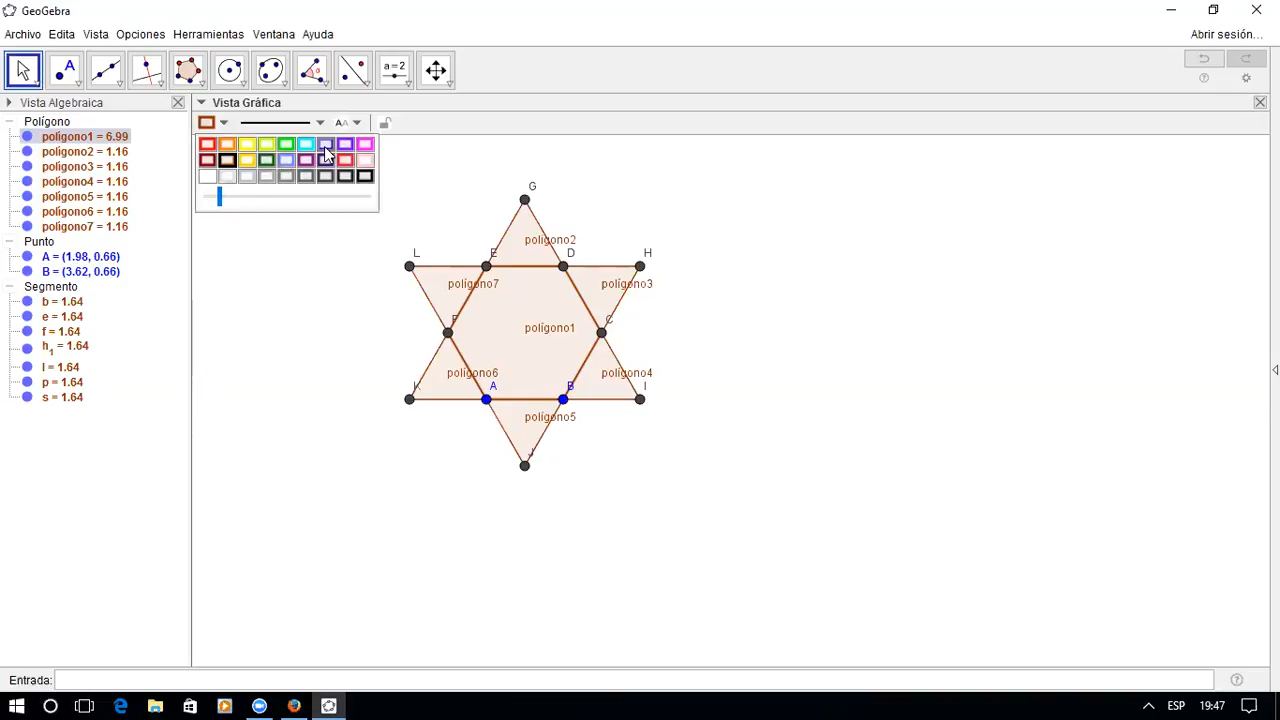 GeoGebra
Archivo Edita Vista Opciones Herramientas Ventana Ayuda
Abrir sesión...
A
α
a = 2
Vista Algebraica
Vista Gráfica
AA
Polígono
polígono1 = 6.99
polígono2 = 1.16
polígono3 = 1.16
polígono4 = 1.16
polígono5 = 1.16
polígono6 = 1.16
polígono7 = 1.16
Punto
A = (1.98, 0.66)
B = (3.62, 0.66)
Segmento
b = 1.64
e = 1.64
f = 1.64
h1 = 1.64
l = 1.64
p = 1.64
s = 1.64
G
polígono2
L E D H
polígono7 polígono3
F polígono1 C
polígono6 polígono4
K A B I
polígono5
J
Entrada:
ESP 19:47